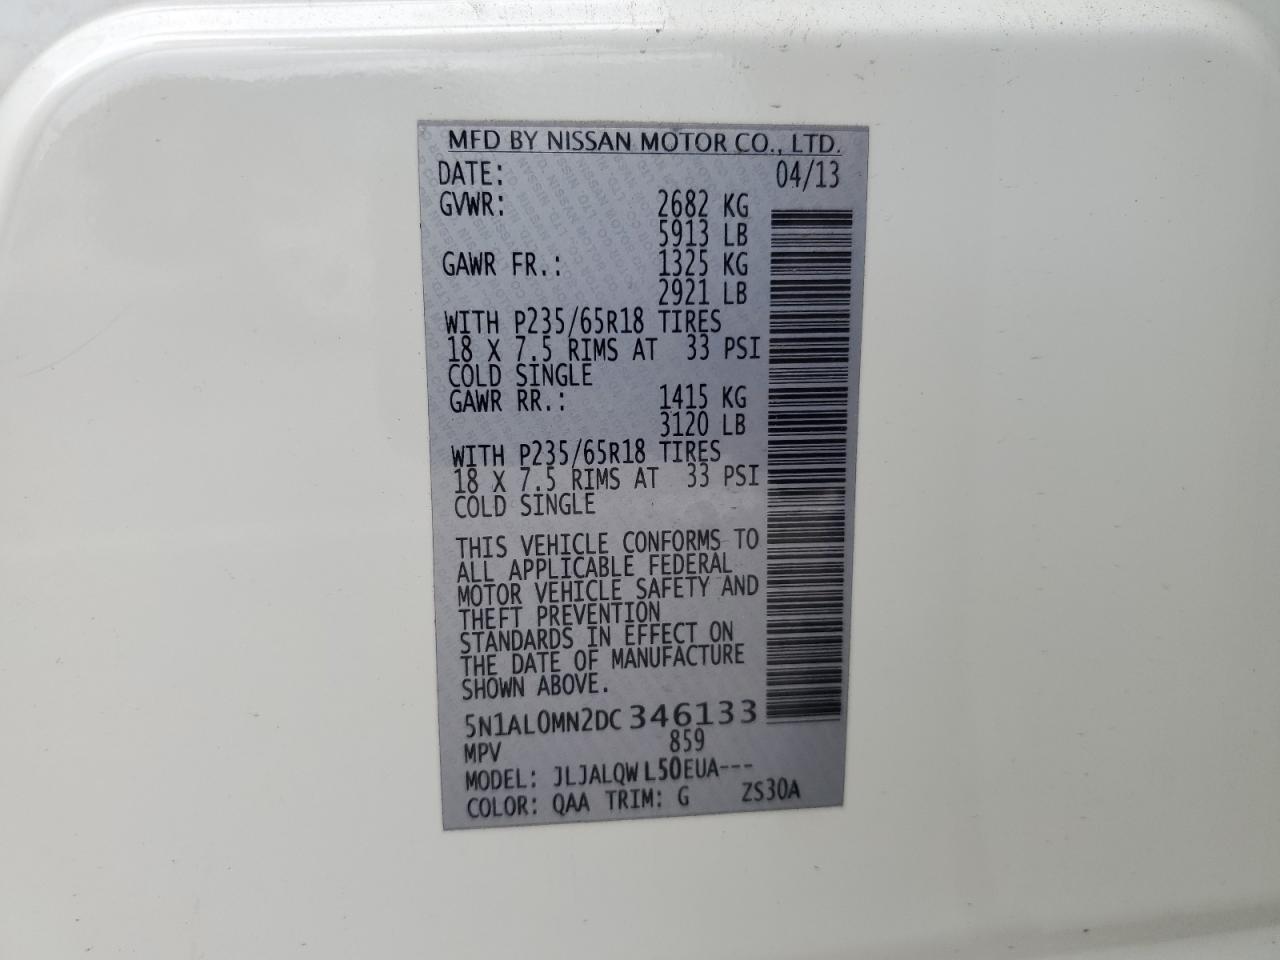 MFD BY NISSAN MOTOR CO., LTD.
DATE: 04/13
GVWR: 2682 KG
5913 LB
GAWR FR.: 1325 KG
2921 LB
WITH P235/65R18 TIRES
18 X 7.5 RIMS AT 33 PSI
COLD SINGLE
GAWR RR.: 1415 KG
3120 LB
WITH P235/65R18 TIRES
18 X 7.5 RIMS AT 33 PSI
COLD SINGLE
THIS VEHICLE CONFORMS TO
ALL APPLICABLE FEDERAL
MOTOR VEHICLE SAFETY AND
THEFT PREVENTION
STANDARDS IN EFFECT ON
THE DATE OF MANUFACTURE
SHOWN ABOVE.
5N1AL0MN2DC346133
MPV 859
MODEL: JLJALQWL50EUA---
COLOR: QAA TRIM: G ZS30A